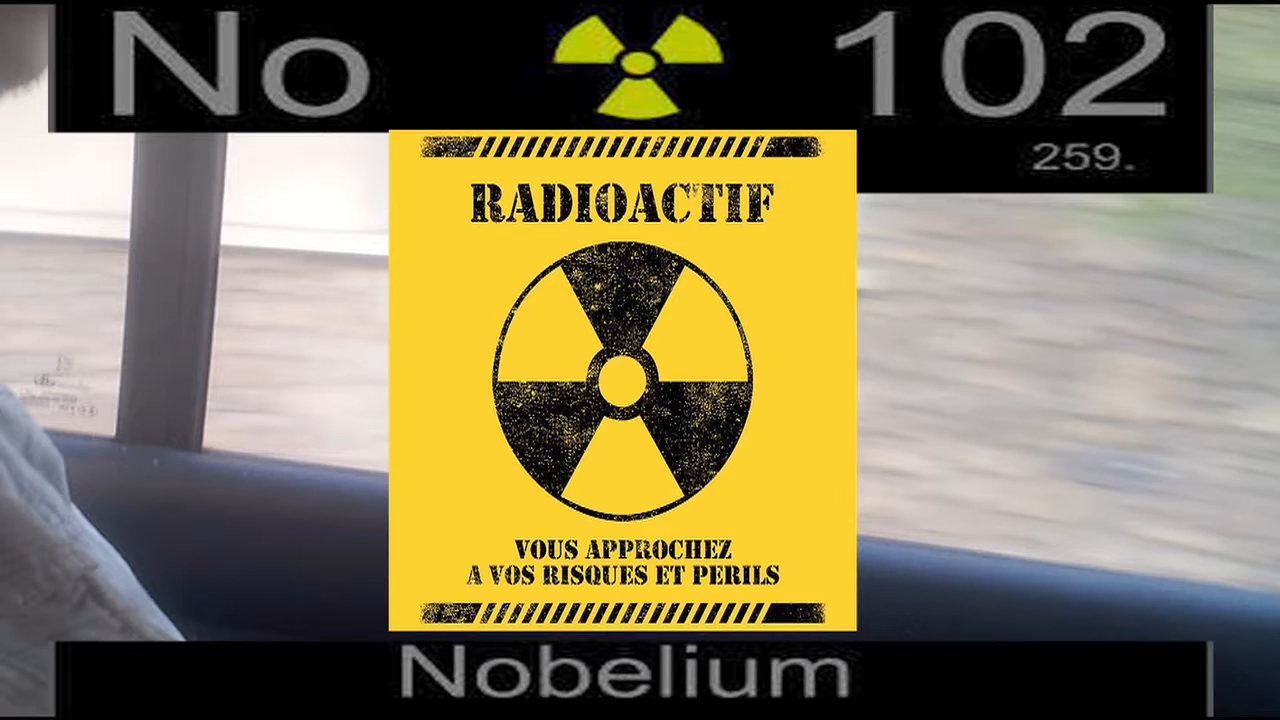 No 102
259.
RADIOACTIF
VOUS APPROCHEZ
A VOS RISQUES ET PERILS
Nobelium